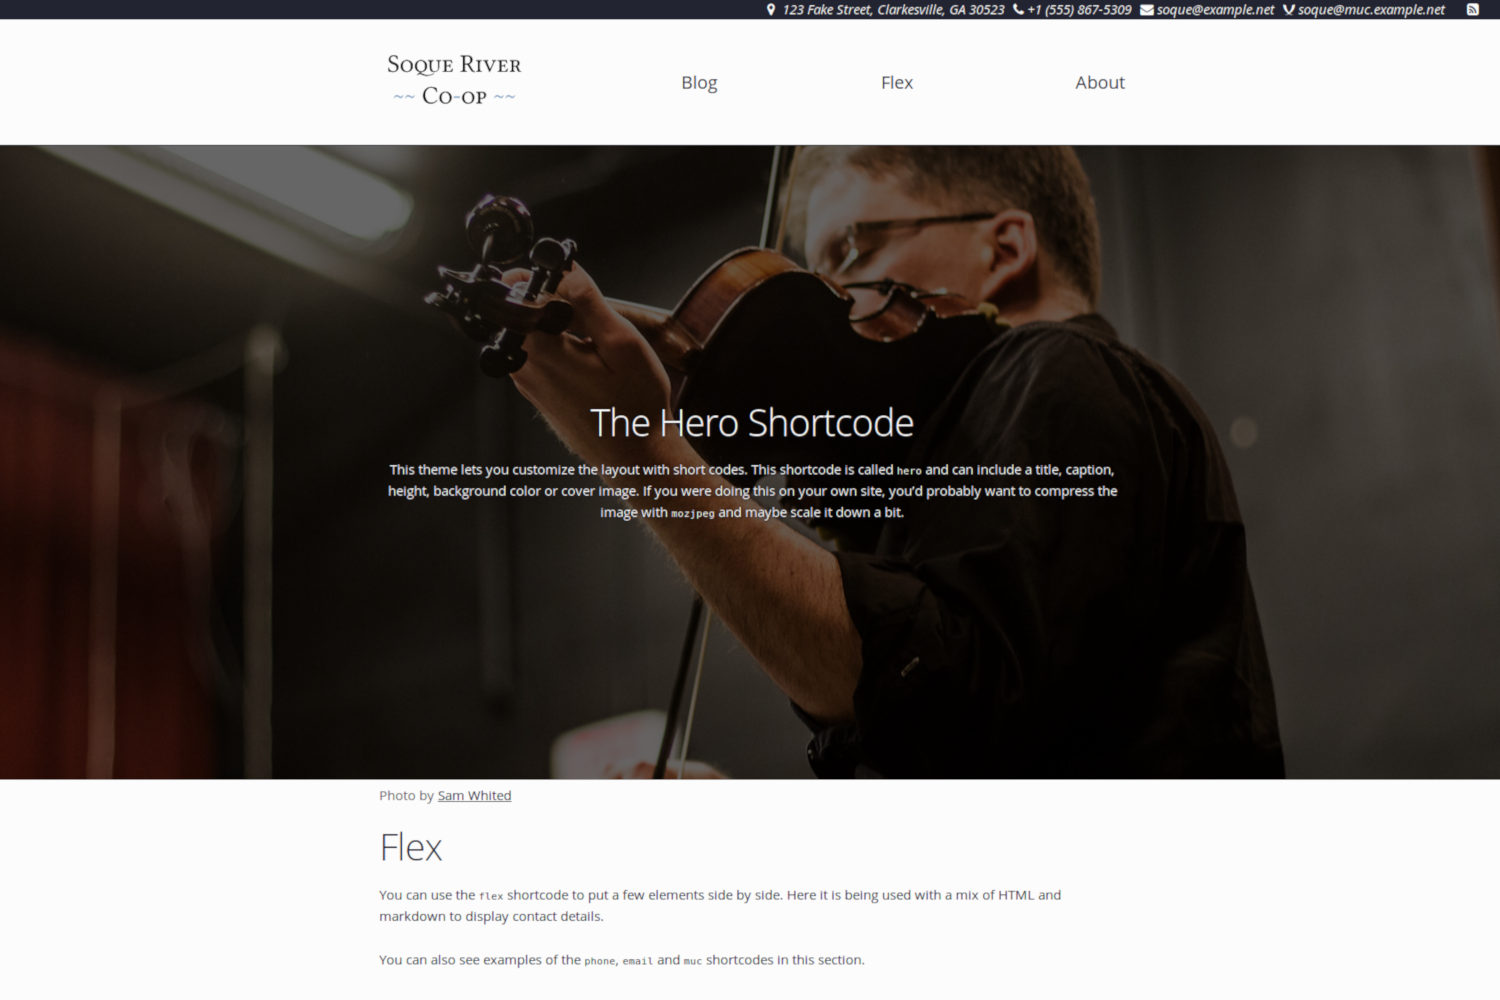 123 Fake Street, Clarkesville, GA 30523 +1 (555) 867-5309 soque@example.net soque@muc.example.net
Soque River
~~ Co-op ~~
Blog Flex About
The Hero Shortcode
This theme lets you customize the layout with short codes. This shortcode is called hero and can include a title, caption,
height, background color or cover image. If you were doing this on your own site, you’d probably want to compress the
image with mozjpeg and maybe scale it down a bit.
Photo by Sam Whited
Flex
You can use the flex shortcode to put a few elements side by side. Here it is being used with a mix of HTML and
markdown to display contact details.
You can also see examples of the phone, email and muc shortcodes in this section.